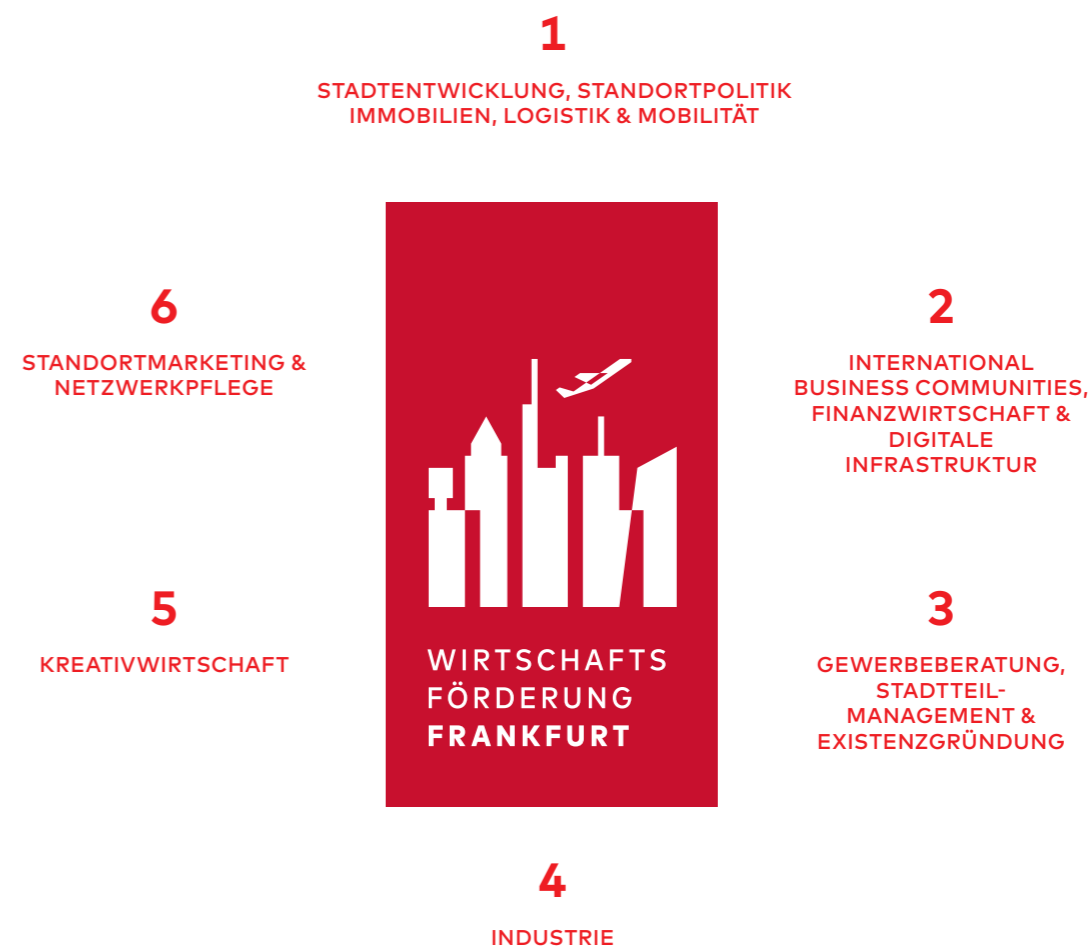 1
STADTENTWICKLUNG, STANDORTPOLITIK
IMMOBILIEN, LOGISTIK & MOBILITÄT
2
INTERNATIONAL
BUSINESS COMMUNITIES,
FINANZWIRTSCHAFT &
DIGITALE
INFRASTRUKTUR
3
GEWERBEBERATUNG,
STADTTEIL-
MANAGEMENT &
EXISTENZGRÜNDUNG
4
INDUSTRIE
5
KREATIVWIRTSCHAFT
6
STANDORTMARKETING &
NETZWERKPFLEGE
WIRTSCHAFTS
FÖRDERUNG
FRANKFURT